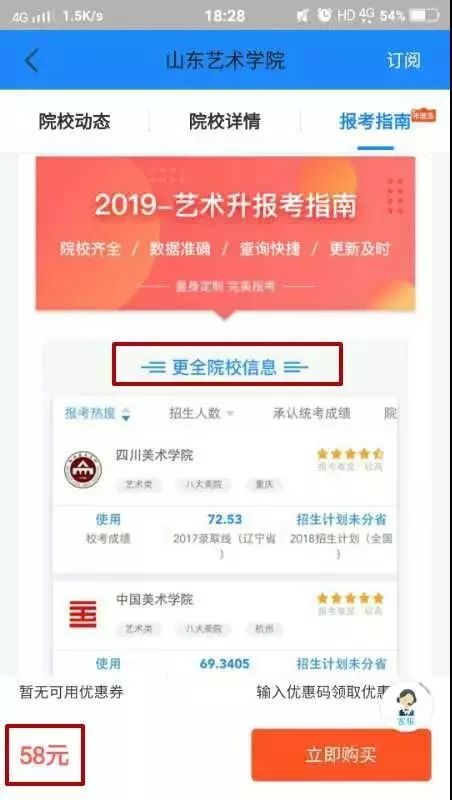 4G 1.5K/s 18:28 HD 4G 54%
山东艺术学院 订阅
院校动态 院校详情 报考指南
2019-艺术升报考指南
院校齐全 / 数据准确 / 查询快捷 / 更新及时
量身定制 完美报考
更全院校信息
报考热度 招生人数 承认统考成绩 院
四川美术学院
报考难度 较高
艺术类 八大美院 重庆
使用 72.53 招生计划未分省
校考成绩 2017录取线（辽宁省 2018招生计划（全国
） ）
中国美术学院
报考难度 较高
艺术类 八大美院 杭州
使用 69.3405 招生计划未分省
暂无可用优惠券 输入优惠码领取优惠
客服
58元 立即购买